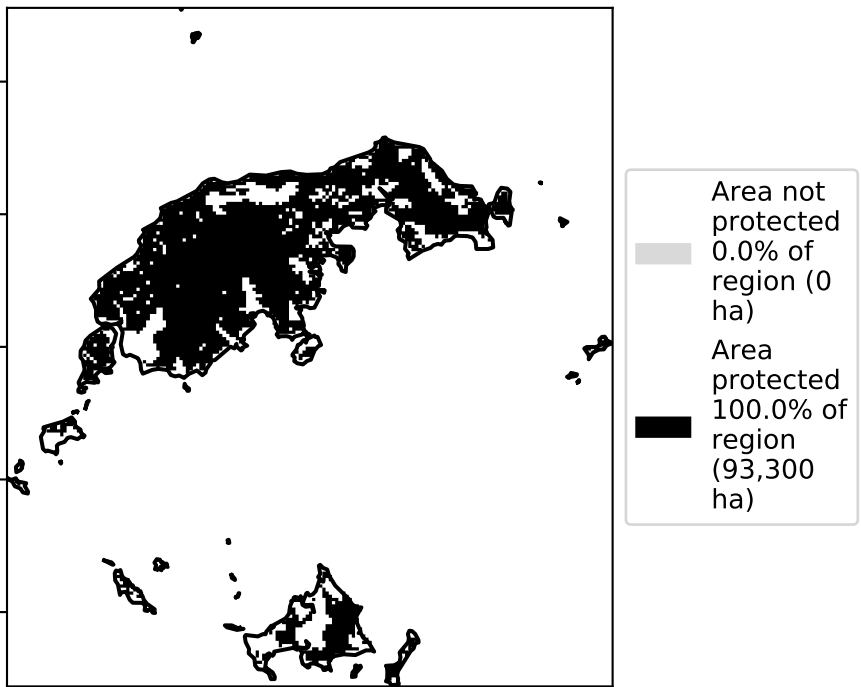 Area not
protected
0.0% of
region (0
ha)
Area
protected
100.0% of
region
(93,300
ha)